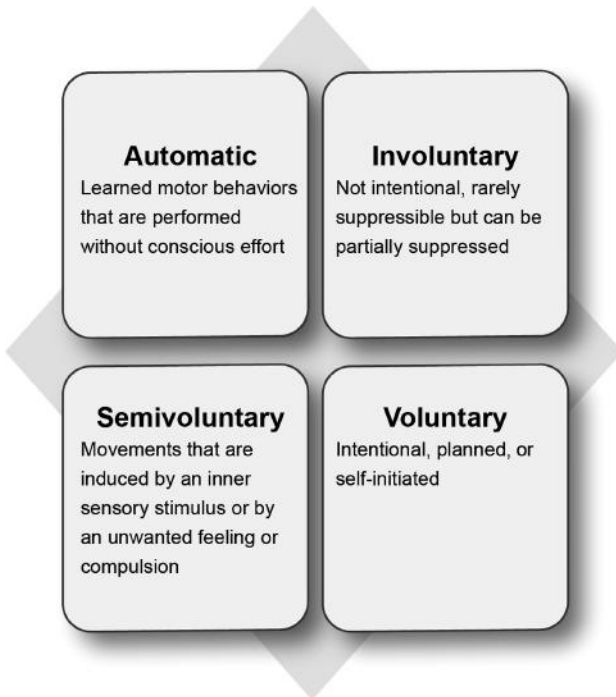 Automatic
Learned motor behaviors
that are performed
without conscious effort
Involuntary
Not intentional, rarely
suppressible but can be
partially suppressed
Semivoluntary
Movements that are
induced by an inner
sensory stimulus or by
an unwanted feeling or
compulsion
Voluntary
Intentional, planned, or
self-initiated